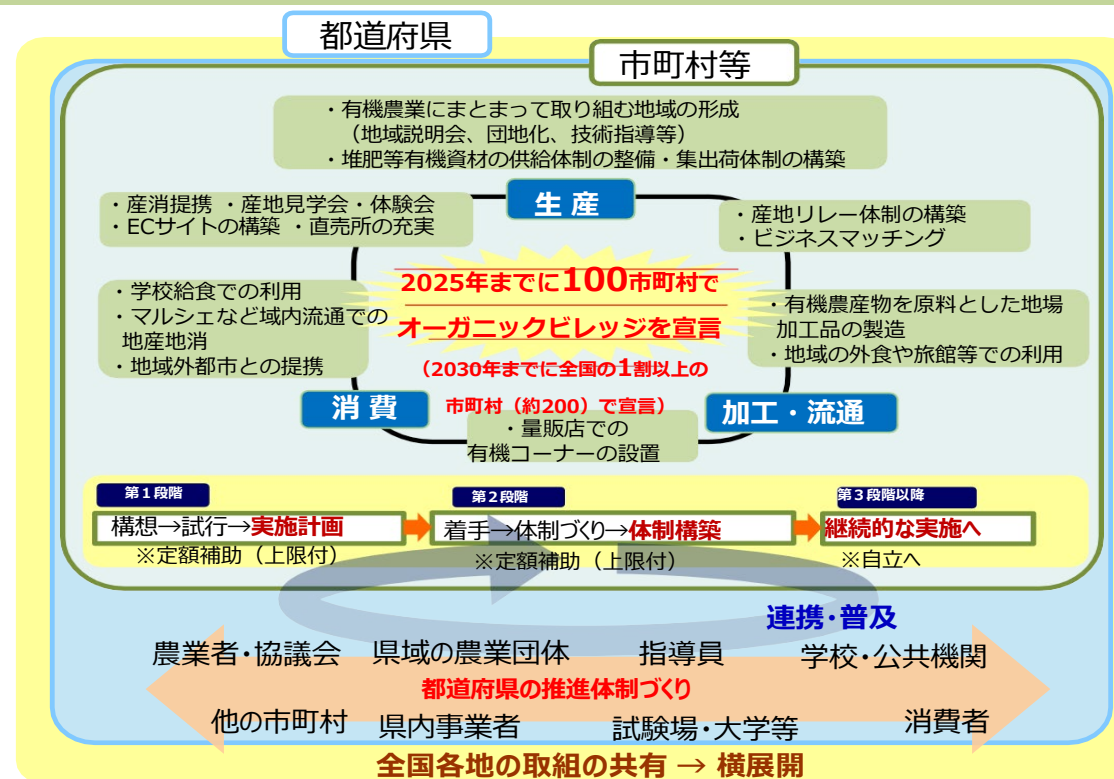 都道府県
市町村等
・有機農業にまとまって取り組む地域の形成
（地域説明会、団地化、技術指導等）
・堆肥等有機資材の供給体制の整備・集出荷体制の構築
生 産
・産消提携 ・産地見学会・体験会
・ECサイトの構築 ・直売所の充実
・産地リレー体制の構築
・ビジネスマッチング
2025年までに100市町村で
オーガニックビレッジを宣言
（2030年までに全国の1割以上の
市町村（約200）で宣言）
・学校給食での利用
・マルシェなど域内流通での
地産地消
・地域外都市との提携
・有機農産物を原料とした地場
加工品の製造
・地域の外食や旅館等での利用
消 費
加工・流通
・量販店での
有機コーナーの設置
第１段階
構想→試行→実施計画
※定額補助（上限付）
第２段階
着手→体制づくり→体制構築
※定額補助（上限付）
第３段階以降
継続的な実施へ
※自立へ
連携・普及
農業者・協議会 県域の農業団体 指導員 学校・公共機関
都道府県の推進体制づくり
他の市町村 県内事業者 試験場・大学等 消費者
全国各地の取組の共有 → 横展開